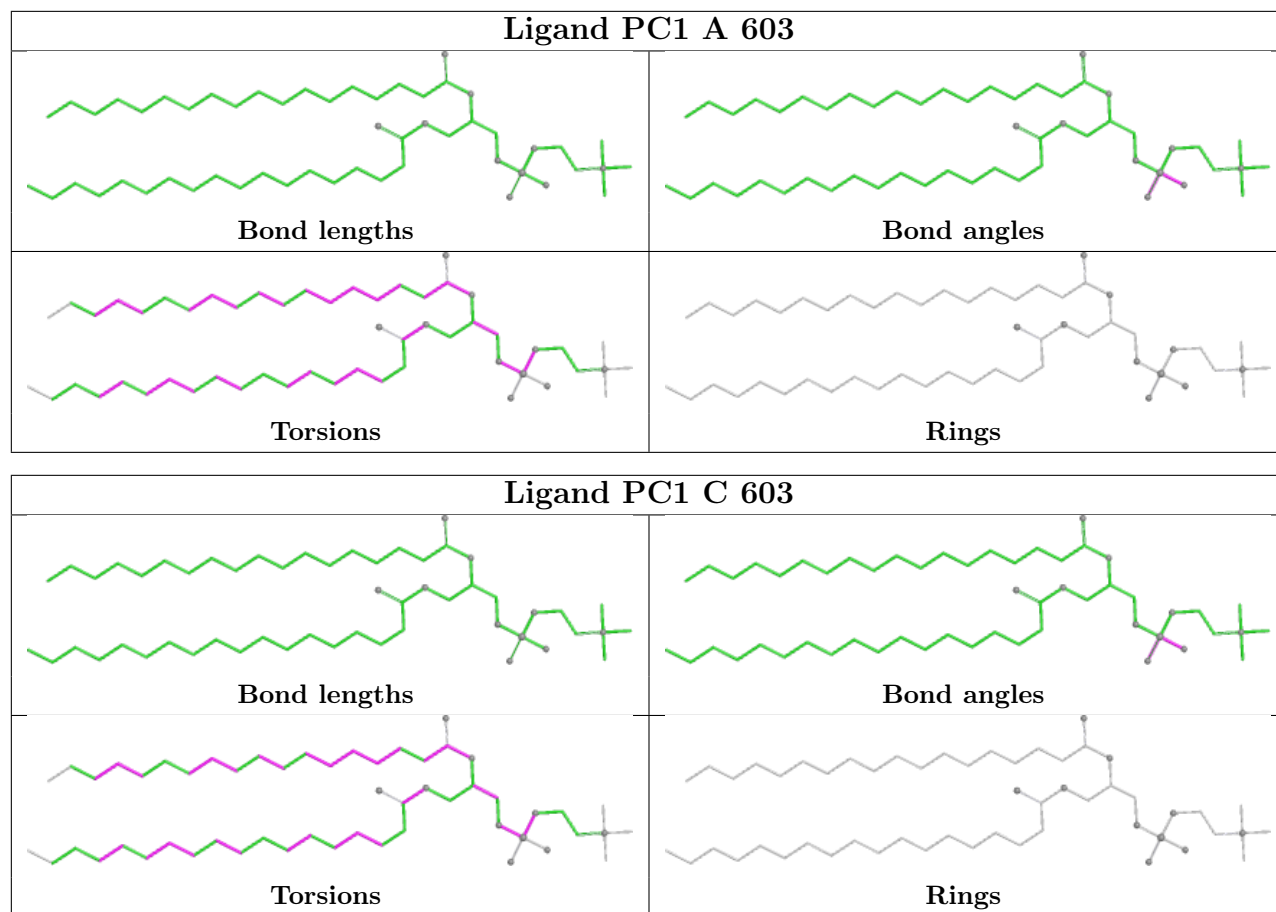 Ligand PC1 A 603
Bond lengths
Bond angles
Torsions
Rings
Ligand PC1 C 603
Bond lengths
Bond angles
Torsions
Rings